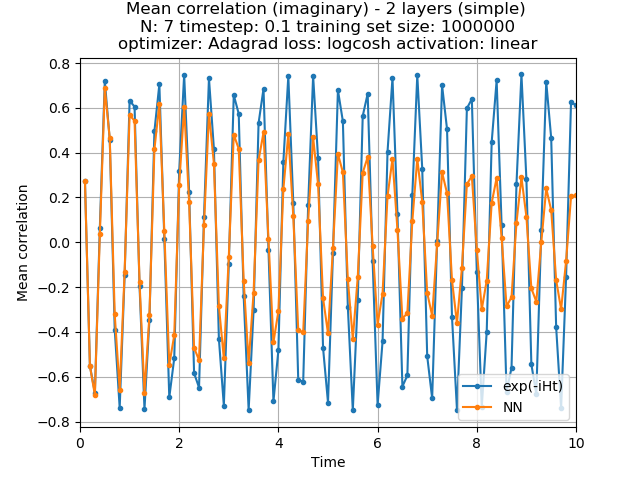 Mean correlation (imaginary) - 2 layers (simple)
N: 7 timestep: 0.1 training set size: 1000000
optimizer: Adagrad loss: logcosh activation: linear
0.8
0.6
0.4
0.2
0.0
−0.2
−0.4
−0.6
−0.8
Mean correlation
exp(-iHt)
NN
0 2 4 6 8 10
Time